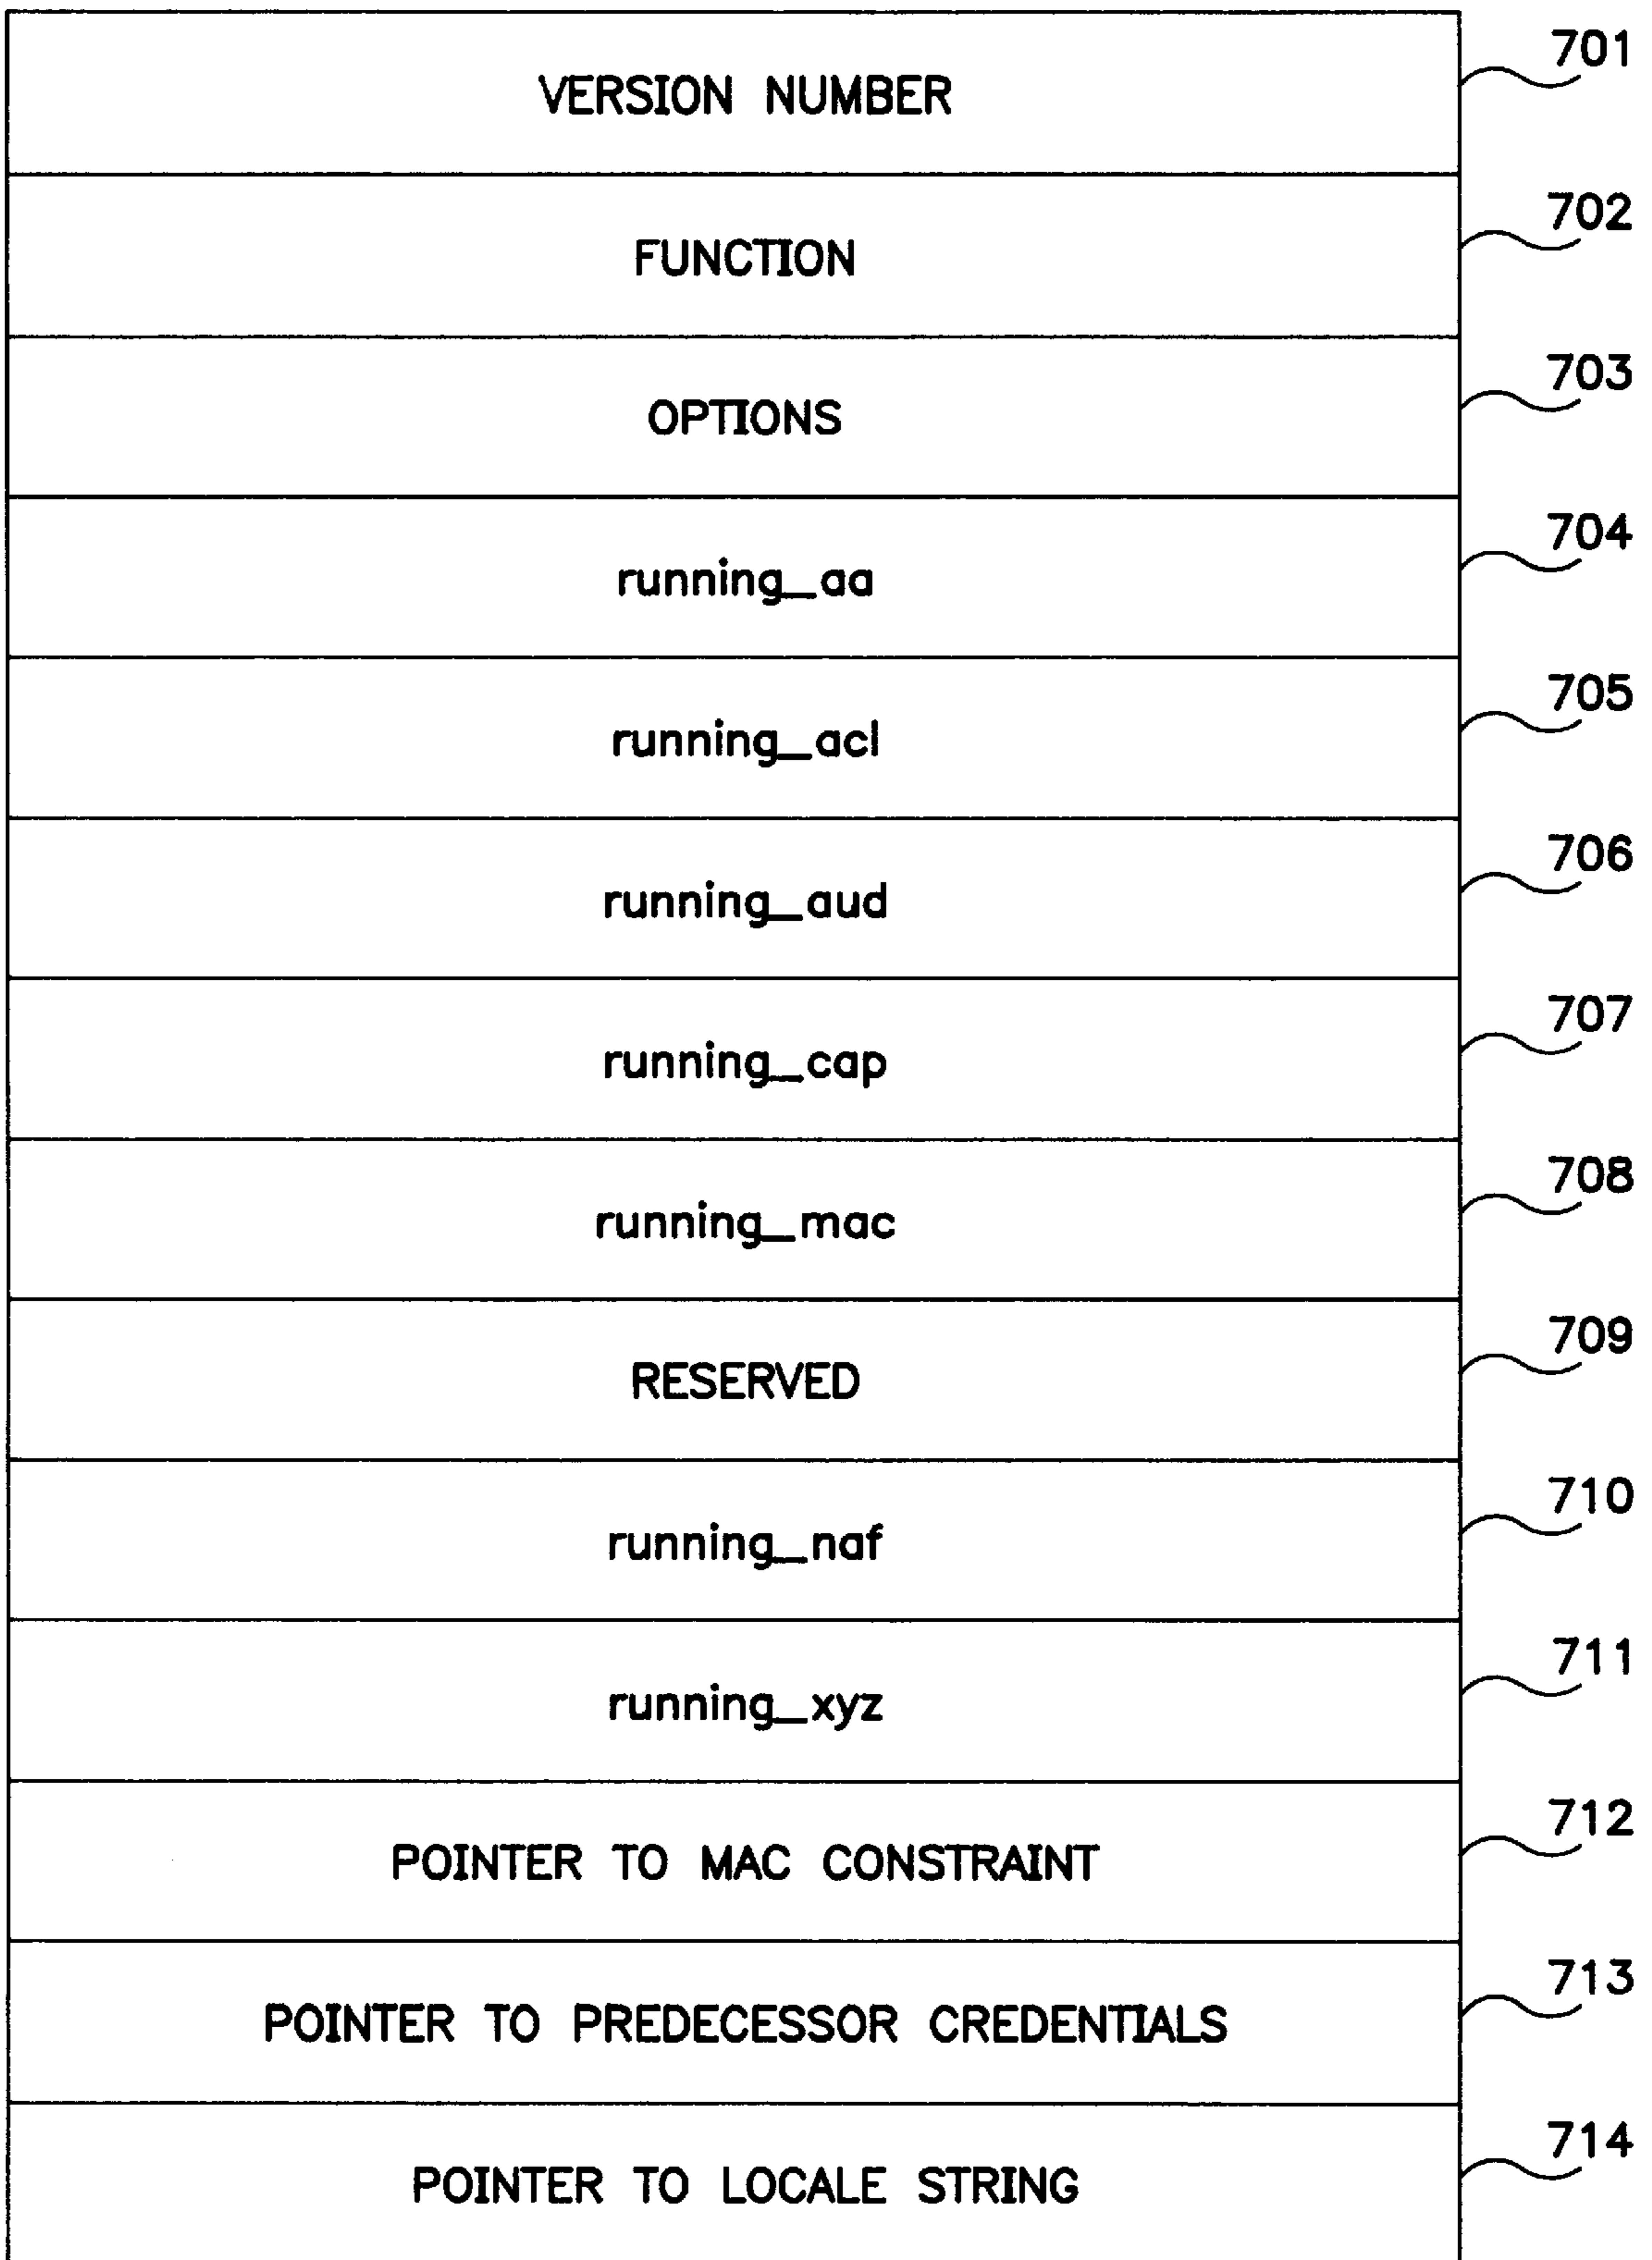 VERSION NUMBER 701
FUNCTION 702
OPTIONS 703
running_aa 704
running_acl 705
running_aud 706
running_cap 707
running_mac 708
RESERVED 709
running_naf 710
running_xyz 711
POINTER TO MAC CONSTRAINT 712
POINTER TO PREDECESSOR CREDENTIALS 713
POINTER TO LOCALE STRING 714